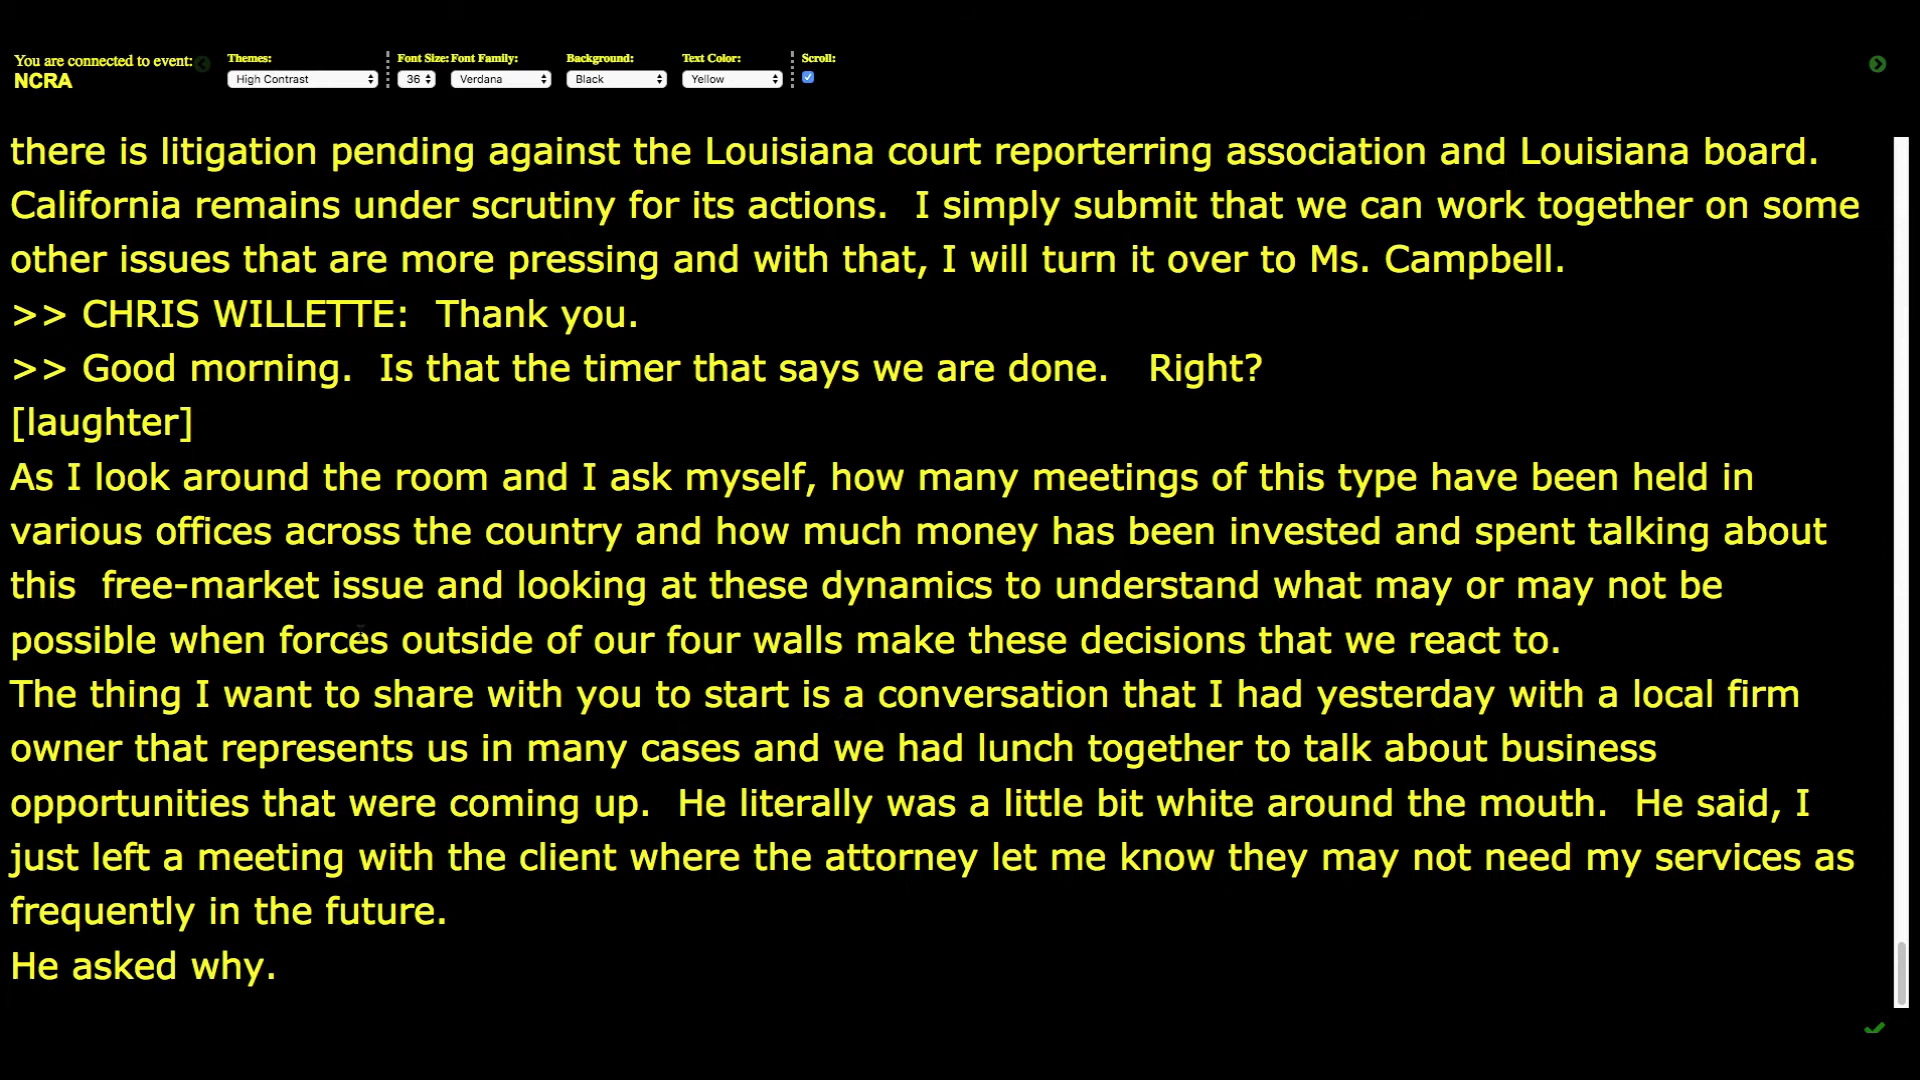 You are connected to event:
NCRA
Themes:
High Contrast
Font Size:
36
Font Family:
Verdana
Background:
Black
Text Color:
Yellow
Scroll:
there is litigation pending against the Louisiana court reporterring association and Louisiana board.
California remains under scrutiny for its actions.  I simply submit that we can work together on some
other issues that are more pressing and with that, I will turn it over to Ms. Campbell.
>> CHRIS WILLETTE:  Thank you.
>> Good morning.  Is that the timer that says we are done.   Right?
[laughter]
As I look around the room and I ask myself, how many meetings of this type have been held in
various offices across the country and how much money has been invested and spent talking about
this  free-market issue and looking at these dynamics to understand what may or may not be
possible when forces outside of our four walls make these decisions that we react to.
The thing I want to share with you to start is a conversation that I had yesterday with a local firm
owner that represents us in many cases and we had lunch together to talk about business
opportunities that were coming up.  He literally was a little bit white around the mouth.  He said, I
just left a meeting with the client where the attorney let me know they may not need my services as
frequently in the future.
He asked why.